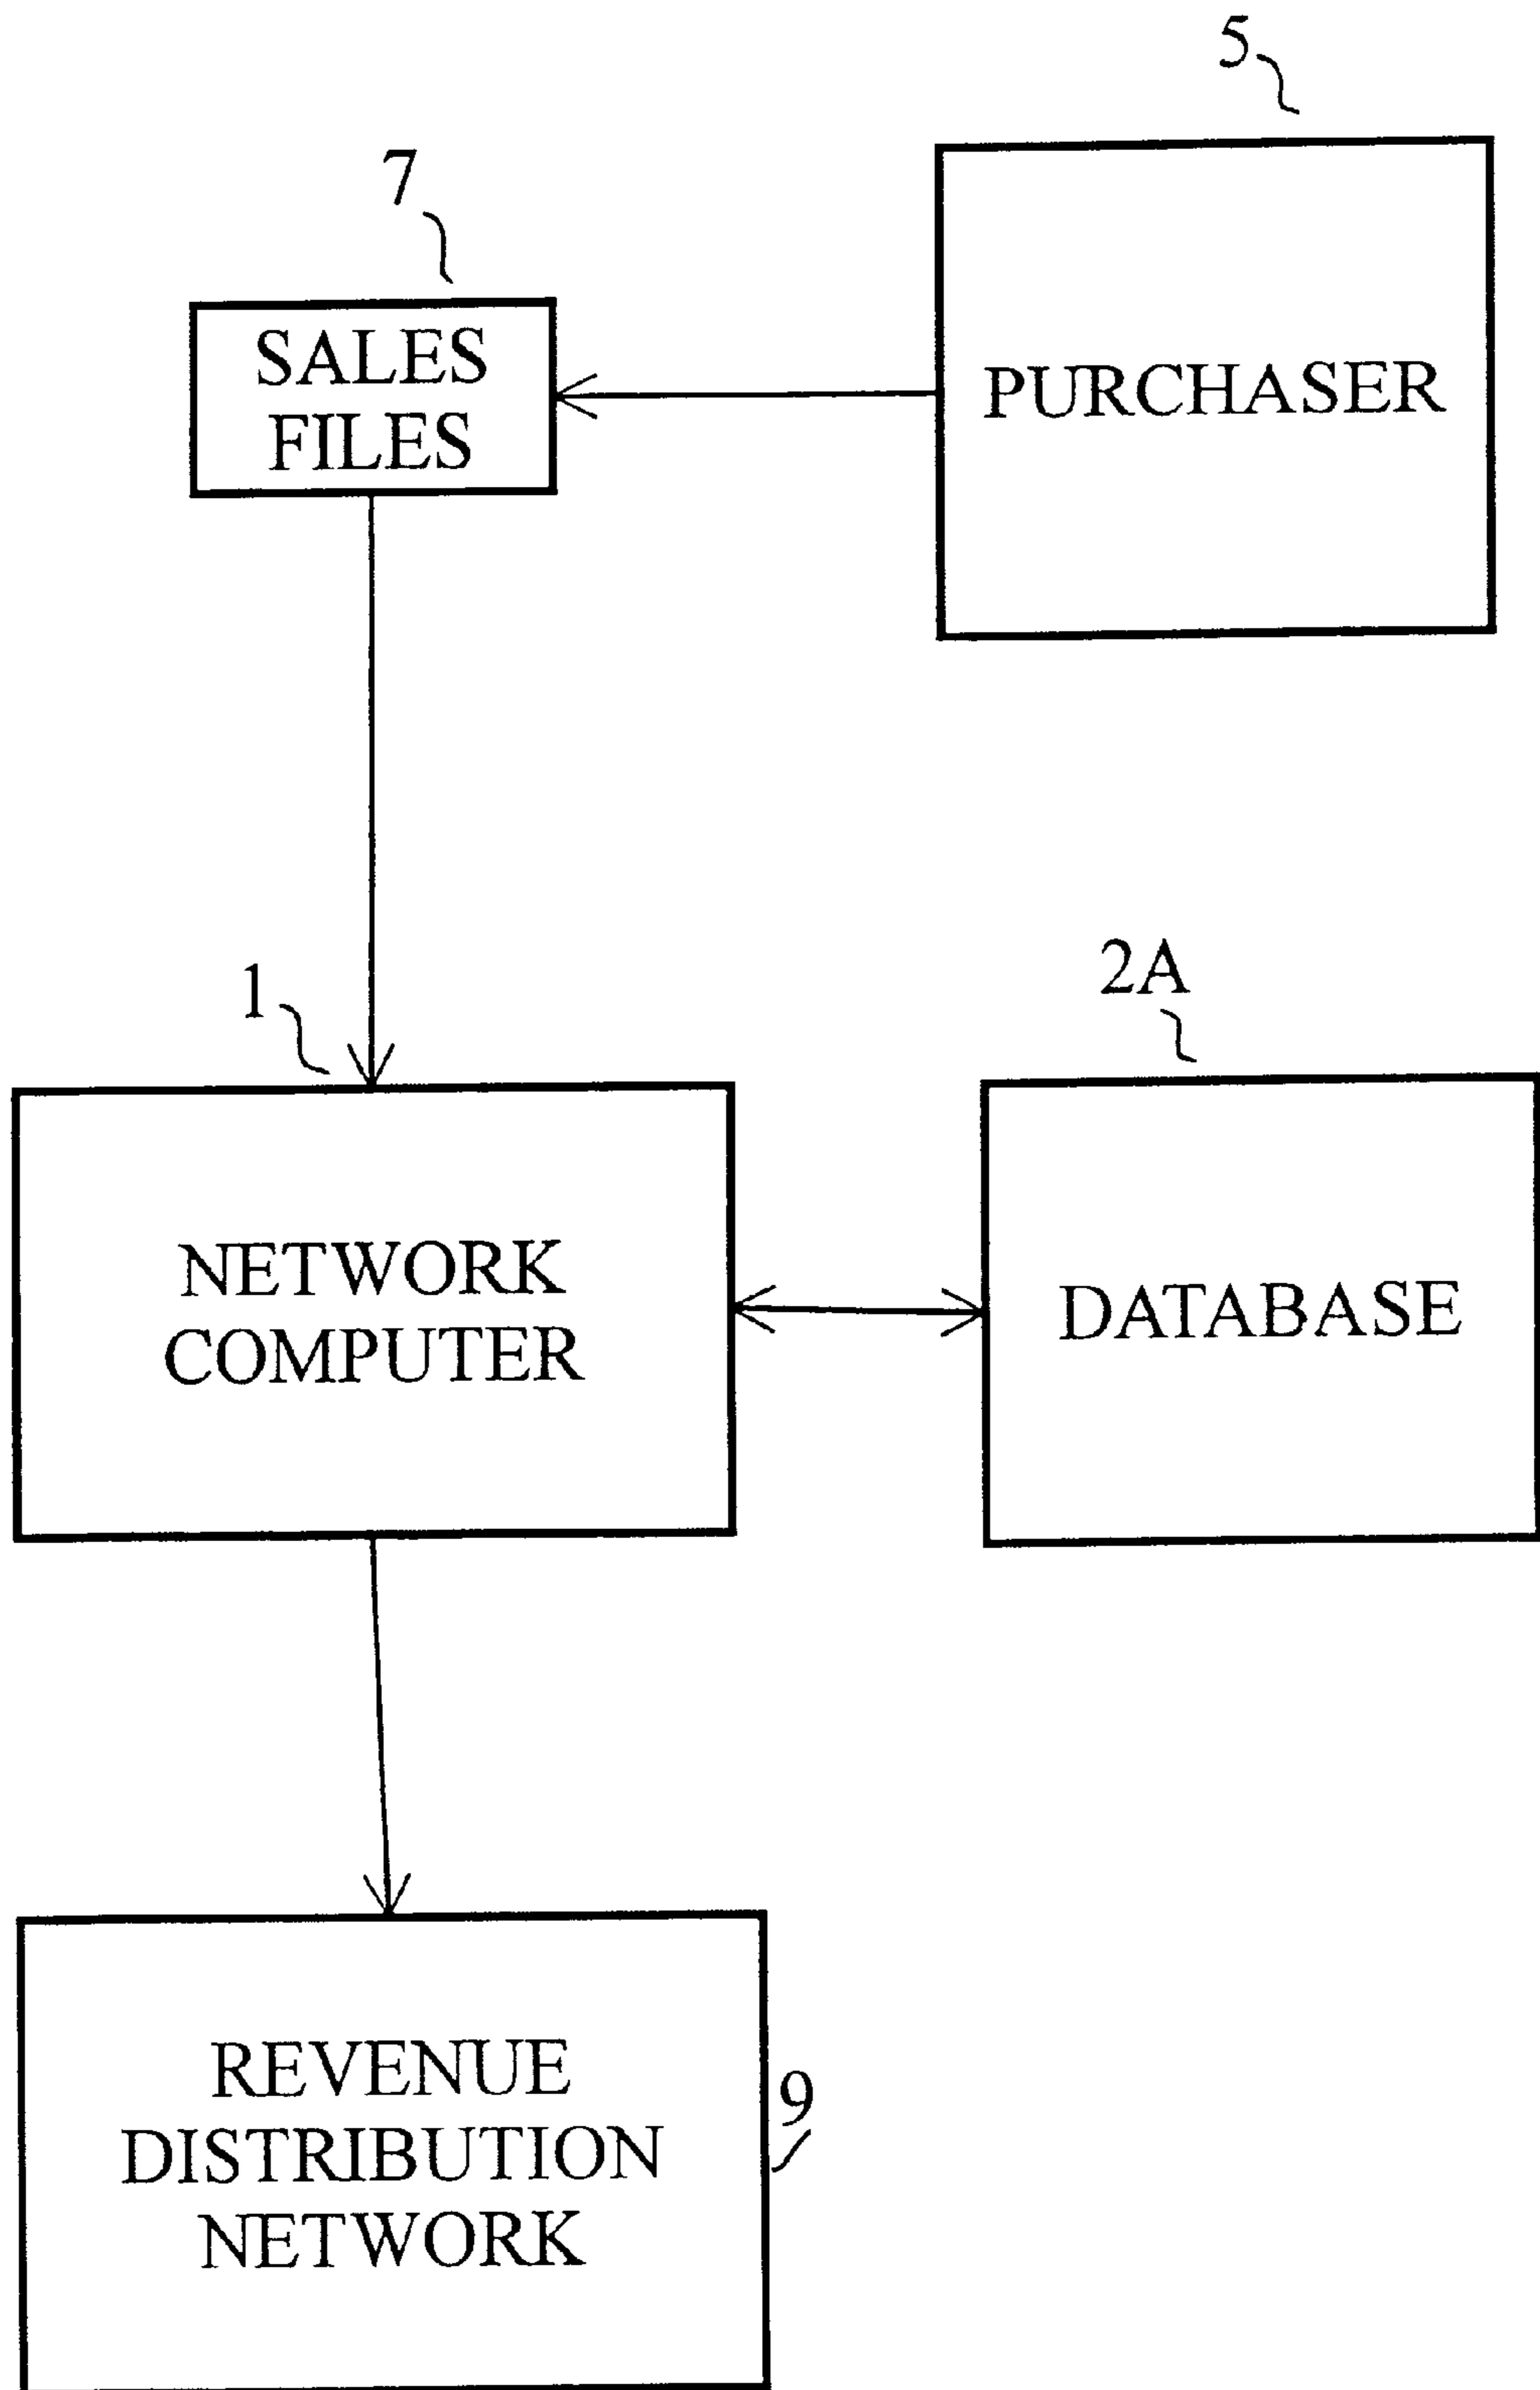 5
7
SALES
FILES
PURCHASER
1
2A
NETWORK
COMPUTER
DATABASE
REVENUE
DISTRIBUTION
NETWORK
9